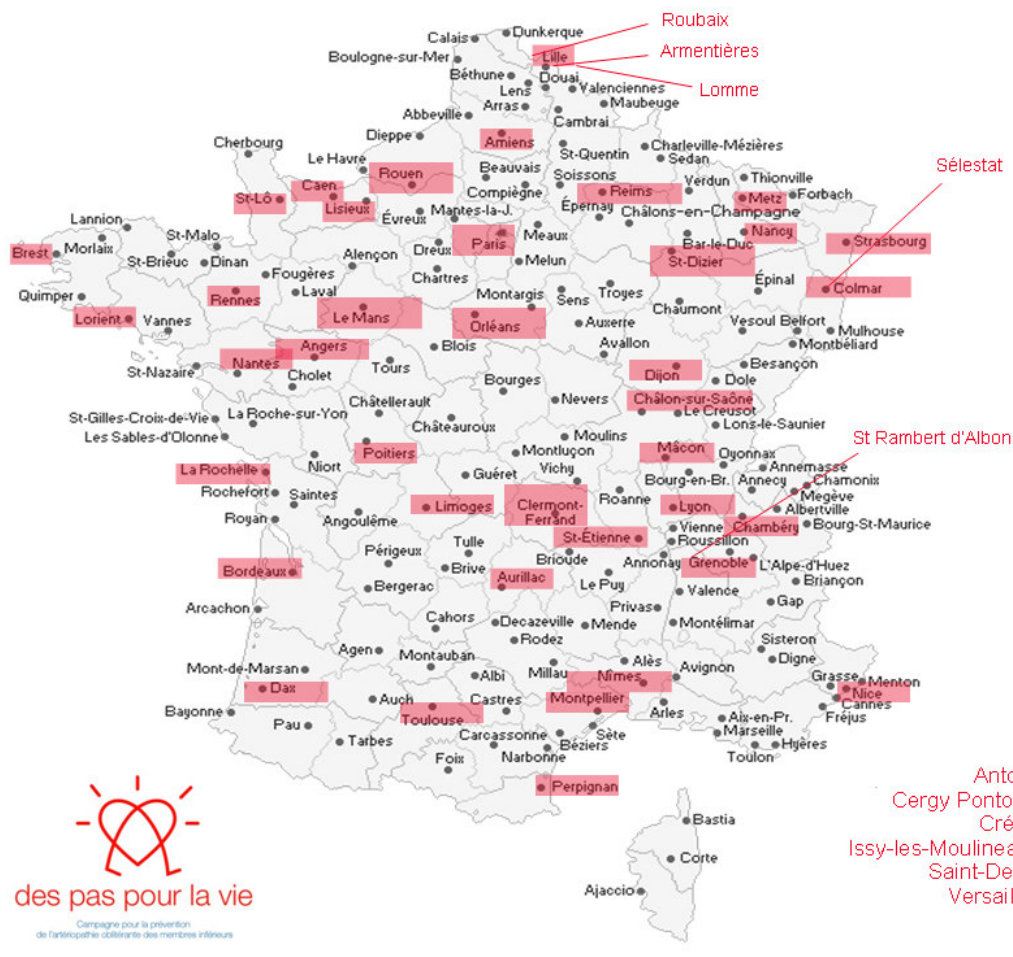 Roubaix
Dunkerque
Calais
Armentières
Boulogne-sur-Mer
Lille
Béthune
Douai
Lomme
Lens
Valenciennes
Arras
Maubeuge
Abbeville
Cambrai
Dieppe
Amiens
Cherbourg
Charleville-Mézières
St-Quentin
Sedan
Le Havre
Rouen
Beauvais
Soissons
Sélestat
Caen
Compiègne
Reims
Verdun
Thionville
St-Lô
Lisieux
Metz
Forbach
Évreux
Mantes-la-J.
Épernay
Châlons-en-Champagne
Lannion
St-Malo
Paris
Meaux
Nancy
Strasbourg
Brest
Morlaix
Dreux
Bar-le-Duc
St-Brieuc
Dinan
Alençon
Melun
St-Dizier
Fougères
Chartres
Épinal
Colmar
Quimper
Rennes
Laval
Montargis
Sens
Troyes
Chaumont
Lorient
Vannes
Le Mans
Orléans
Auxerre
Vesoul
Belfort
Mulhouse
Angers
Blois
Avallon
Montbéliard
Nantes
St-Nazaire
Cholet
Tours
Dijon
Besançon
Bourges
Dole
Châtellerault
Nevers
Châlon-sur-Saône
St-Gilles-Croix-de-Vie
La Roche-sur-Yon
Châteauroux
Le Creusot
Lons-le-Saunier
Les Sables-d'Olonne
Moulins
St Rambert d'Albon
Poitiers
Montluçon
Mâcon
Oyonnax
La Rochelle
Niort
Guéret
Vichy
Bourg-en-Br.
Annemasse
Annecy
Chamonix
Rochefort
Saintes
Roanne
Megève
Limoges
Clermont-
Ferrand
Lyon
Albertville
Royan
Angoulême
Vienne
Chambéry
Bourg-St-Maurice
St-Étienne
Roussillon
Périgueux
Tulle
Brioude
Annonay
Grenoble
L'Alpe-d'Huez
Bordeaux
Brive
Aurillac
Le Puy
Briançon
Bergerac
Valence
Arcachon
Privas
Gap
Cahors
Decazeville
Mende
Montélimar
Rodez
Sisteron
Agen
Montauban
Digne
Mont-de-Marsan
Albi
Millau
Alès
Avignon
Nîmes
Grasse
Menton
Dax
Nice
Auch
Castres
Montpellier
Cannes
Bayonne
Toulouse
Arles
Aix-en-Pr.
Fréjus
Pau
Sète
Marseille
Tarbes
Carcassonne
Béziers
Hyères
Foix
Narbonne
Toulon
Perpignan
Anto
Cergy Ponto
Cré
Issy-les-Moulinea
Saint-De
Versail
Bastia
Corte
Ajaccio
des pas pour la vie
Campagne pour la prévention
de l'artériopathie oblitérante des membres inférieurs